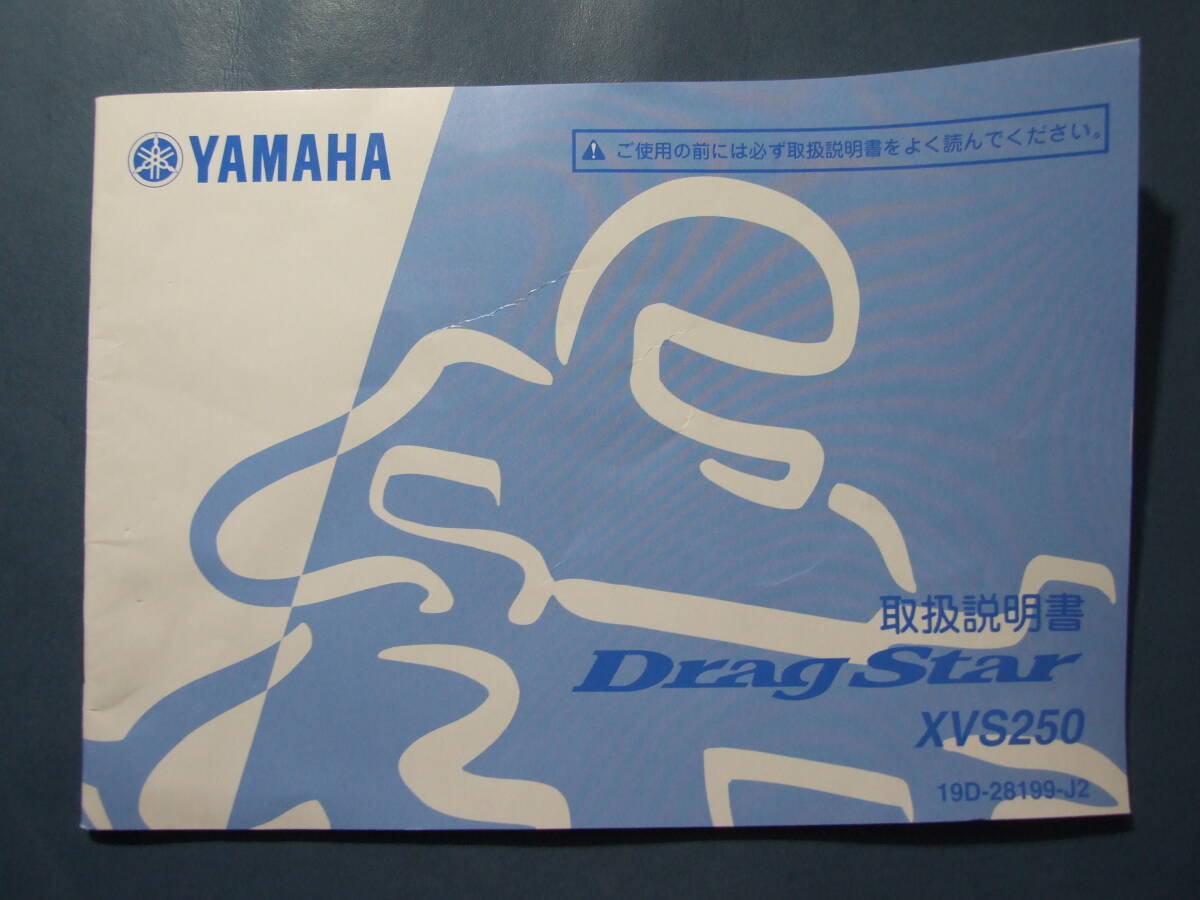 YAMAHA
ご使用の前には必ず取扱説明書をよく読んでください。
取扱説明書
Drag Star
XVS250
19D-28199-J2